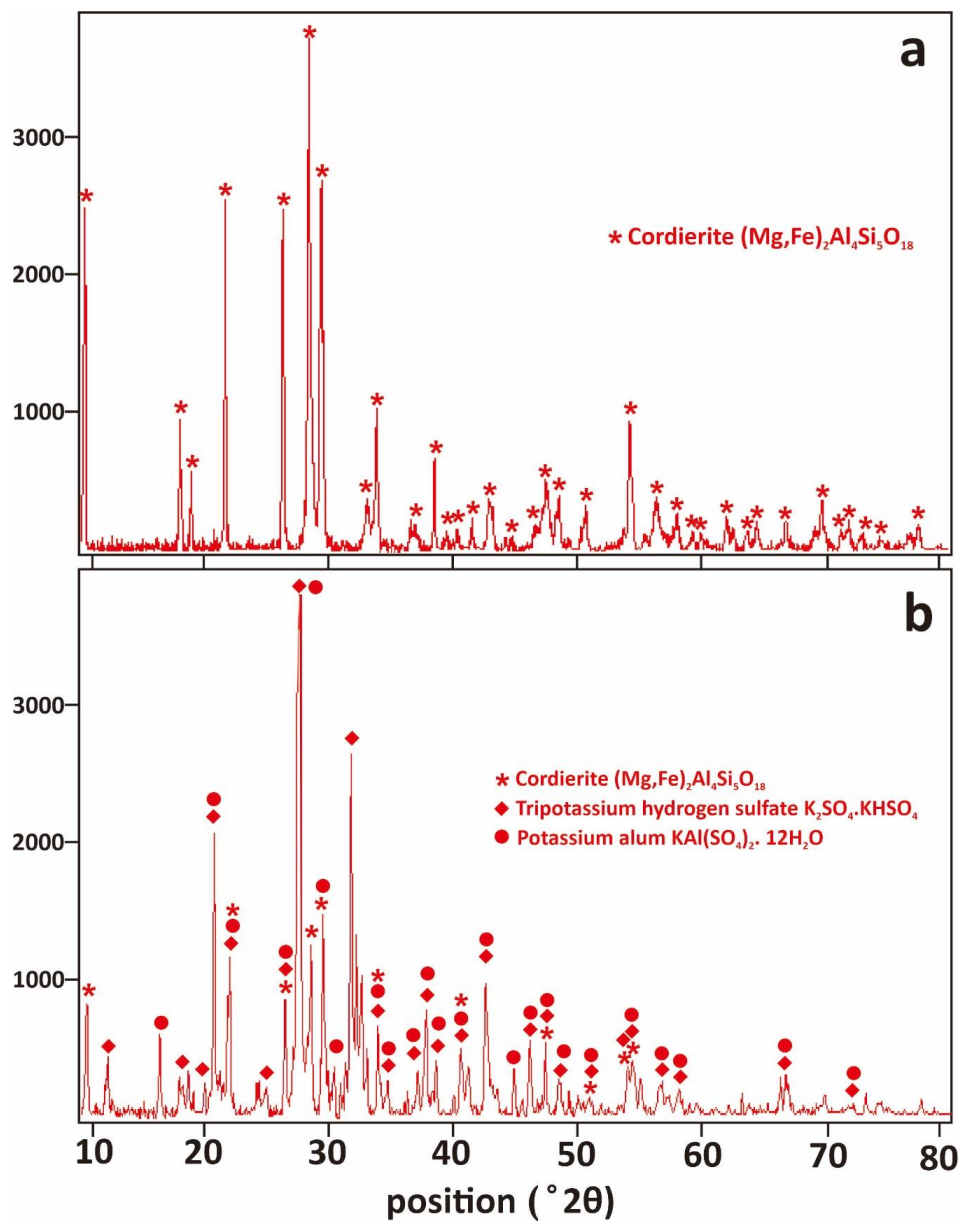 a
3000
2000
1000
* Cordierite (Mg,Fe)₂Al₄Si₅O₁₈
b
3000
2000
1000
* Cordierite (Mg,Fe)₂Al₄Si₅O₁₈
◆ Tripotassium hydrogen sulfate K₂SO₄.KHSO₄
● Potassium alum KAl(SO₄)₂. 12H₂O
10 20 30 40 50 60 70 80
position (°2θ)